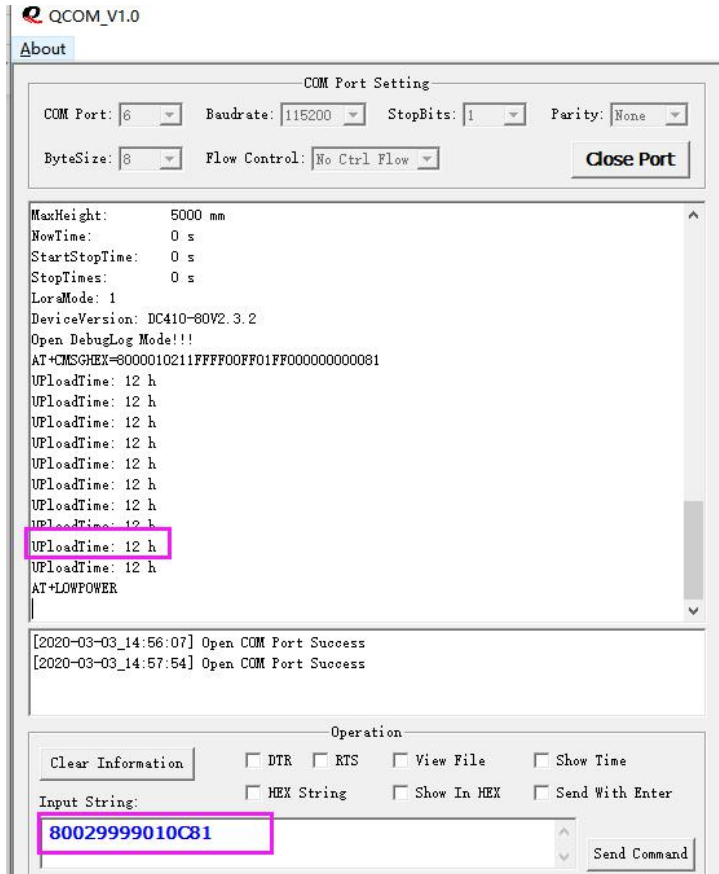 QCOM_V1.0
About
COM Port Setting
COM Port: 6 Baudrate: 115200 StopBits: 1 Parity: None
ByteSize: 8 Flow Control: No Ctrl Flow Close Port
MaxHeight: 5000 mm
NowTime: 0 s
StartStopTime: 0 s
StopTimes: 0 s
LoraMode: 1
DeviceVersion: DC410-80V2.3.2
Open DebugLog Mode!!!
AT+CMSGHEX=8000010211FFFF00FF01FF000000000081
UPloadTime: 12 h
UPloadTime: 12 h
UPloadTime: 12 h
UPloadTime: 12 h
UPloadTime: 12 h
UPloadTime: 12 h
UPloadTime: 12 h
UPloadTime: 12 h
UPloadTime: 12 h
UPloadTime: 12 h
AT+LOWPOWER
[2020-03-03_14:56:07] Open COM Port Success
[2020-03-03_14:57:54] Open COM Port Success
Operation
Clear Information DTR RTS View File Show Time
HEX String Show In HEX Send With Enter
Input String:
80029999010C81
Send Command